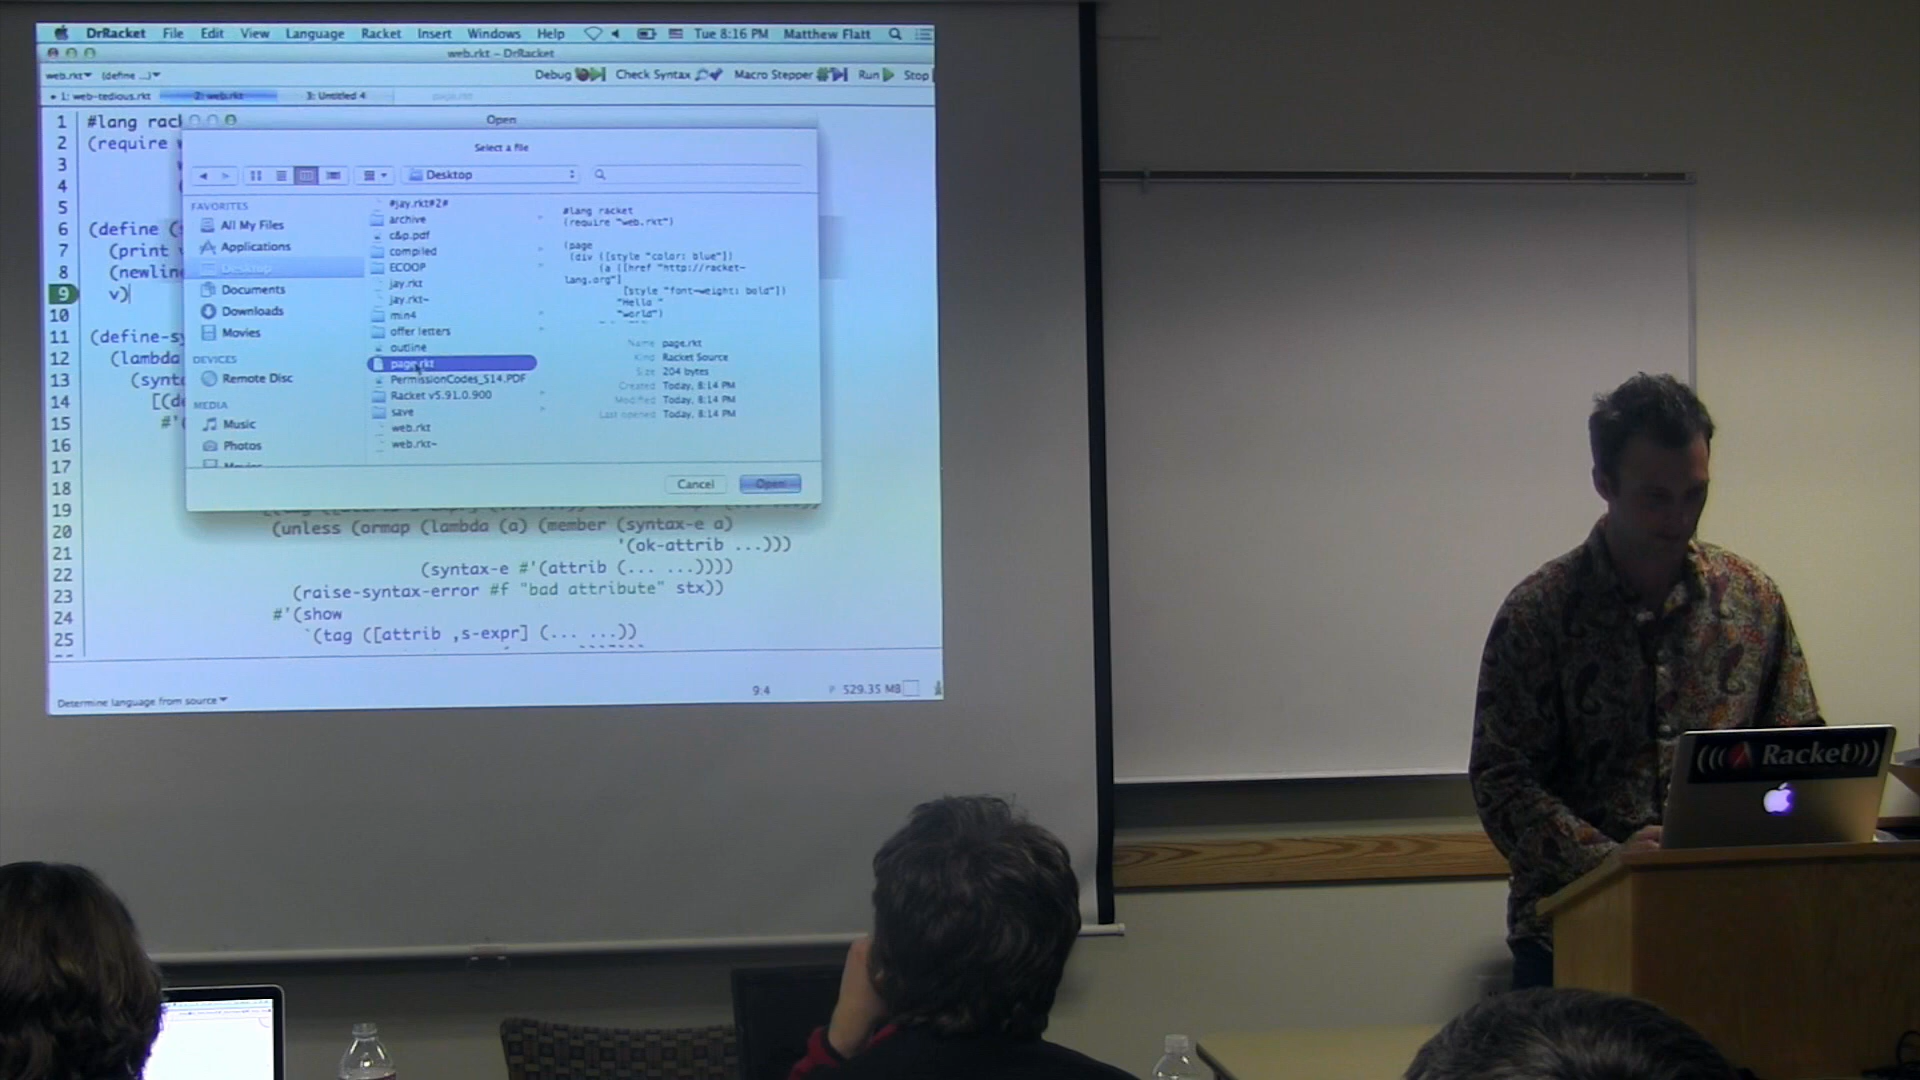 DrRacket File Edit View Language Racket Insert Windows Help Tue 8:16 PM Matthew Flatt
web.rkt - DrRacket
web.rkt (define ...) Debug Check Syntax Macro Stepper Run Stop
1: web-tedious.rkt 2: web.rkt 3: Untitled 4 page.rkt
Open
Select a file
Desktop
FAVORITES
All My Files
Applications
Desktop
Documents
Downloads
Movies
DEVICES
Remote Disc
MEDIA
Music
Photos
Movies
#jay.rkt#2#
archive
c&p.pdf
compiled
ECOOP
jay.rkt
jay.rkt~
min4
offer letters
outline
page.rkt
PermissionCodes_S14.PDF
Racket v5.91.0.900
save
web.rkt
web.rkt~
#lang racket
(require "web.rkt")
(page
(div ([style "color: blue"])
(a ([href "http://racket-
lang.org"]
[style "font-weight: bold"])
"Hello "
"world")
Name page.rkt
Kind Racket Source
Size 204 bytes
Created Today, 8:14 PM
Modified Today, 8:14 PM
Last opened Today, 8:14 PM
Cancel Open
1 #lang rack
2 (require
3
4
5
6 (define (
7 (print v
8 (newline
9 v)
10
11 (define-sy
12 (lambda
13 (synt
14 [(de
15 #'(
16
17
18
19
20 (unless (ormap (lambda (a) (member (syntax-e a)
21 '(ok-attrib ...)))
22 (syntax-e #'(attrib (... ...))))
23 (raise-syntax-error #f "bad attribute" stx))
24 #'(show
25 `(tag ([attrib ,s-expr] (... ...))
Determine language from source 9:4 529.35 MB
(((Racket)))